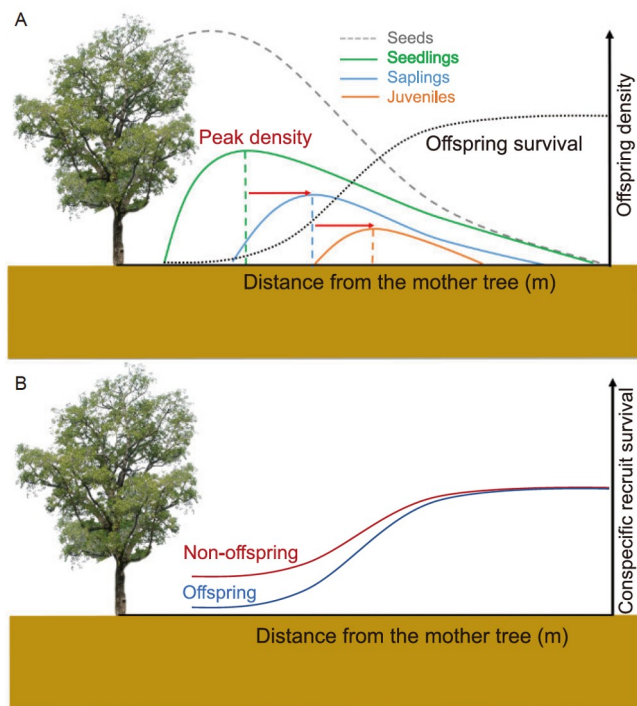 A
Seeds
Seedlings
Saplings
Juveniles
Peak density
Offspring survival
Offspring density
Distance from the mother tree (m)
B
Non-offspring
Offspring
Conspecific recruit survival
Distance from the mother tree (m)